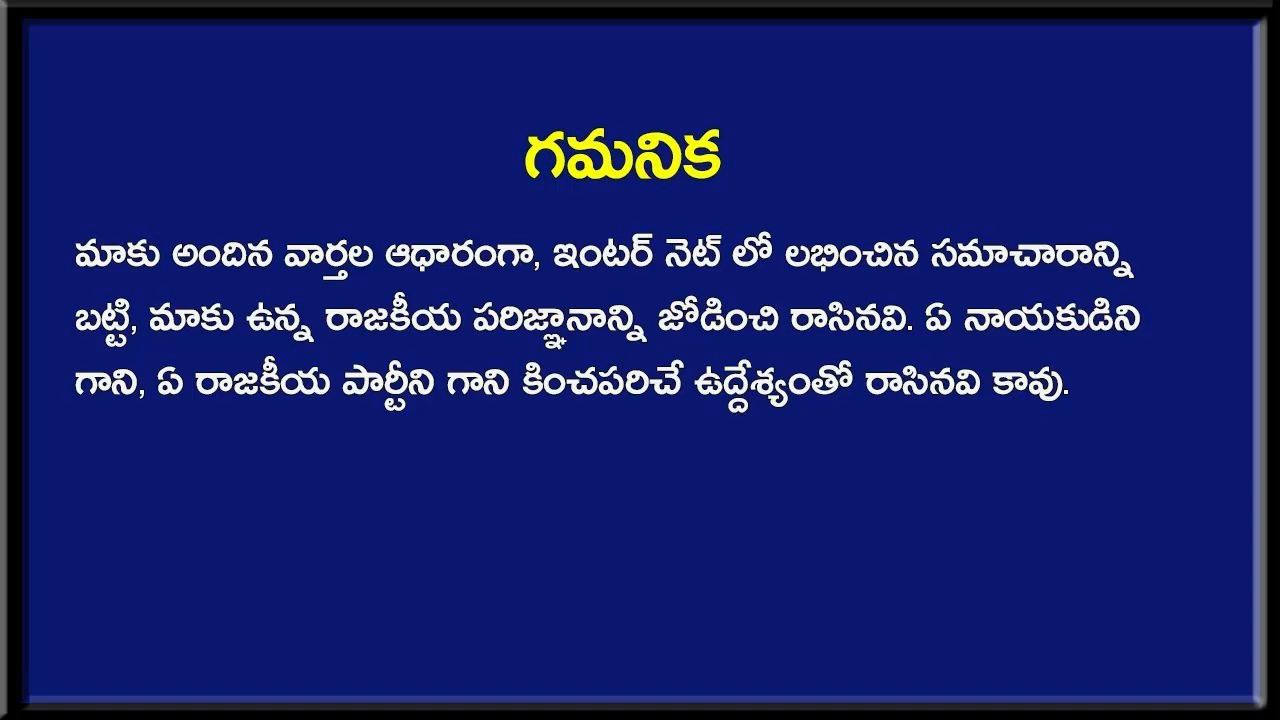 గమనిక
మాకు అందిన వార్తల ఆధారంగా, ఇంటర్ నెట్ లో లభించిన సమాచారాన్ని
బట్టి, మాకు ఉన్న రాజకీయ పరిజ్ఞానాన్ని జోడించి రాసినవి. ఏ నాయకుడిని
గాని, ఏ రాజకీయ పార్టీని గాని కించపరిచే ఉద్దేశ్యంతో రాసినవి కావు.